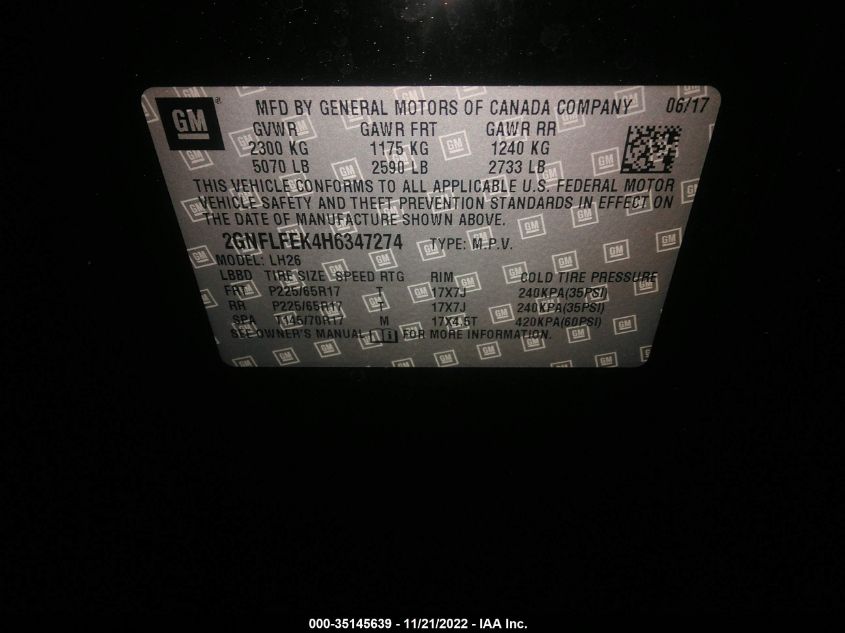 GM ® MFD BY GENERAL MOTORS OF CANADA COMPANY 06/17
GVWR GAWR FRT GAWR RR
2300 KG 1175 KG 1240 KG
5070 LB 2590 LB 2733 LB
THIS VEHICLE CONFORMS TO ALL APPLICABLE U.S. FEDERAL MOTOR
VEHICLE SAFETY AND THEFT PREVENTION STANDARDS IN EFFECT ON
THE DATE OF MANUFACTURE SHOWN ABOVE.
2GNFLFEK4H6347274 TYPE: M.P.V.
MODEL: LH26
LBBD TIRE SIZE SPEED RTG RIM COLD TIRE PRESSURE
FRT P225/65R17 T 17X7J 240KPA(35PSI)
RR P225/65R17 T 17X7J 240KPA(35PSI)
SPA T145/70R17 M 17X4.5T 420KPA(60PSI)
SEE OWNER'S MANUAL i FOR MORE INFORMATION.
000-35145639 - 11/21/2022 - IAA Inc.